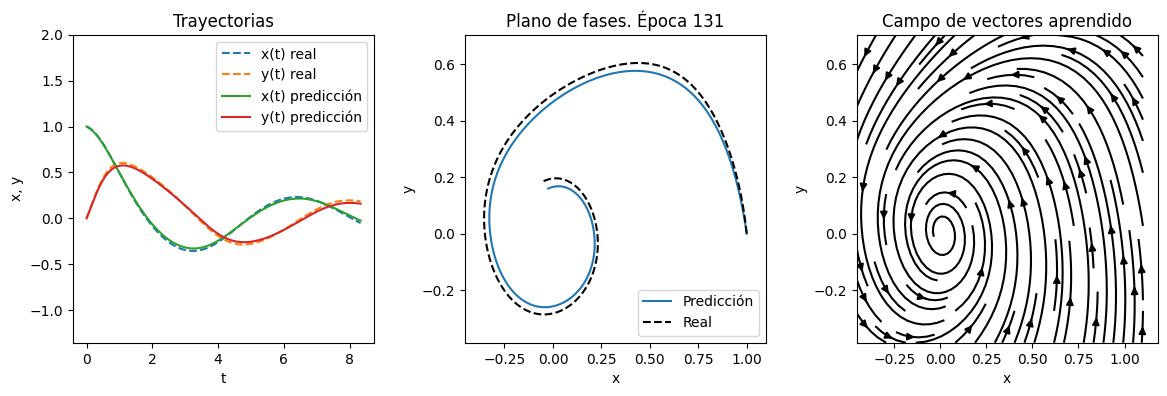 Trayectorias
2.0
1.5
1.0
0.5
0.0
−0.5
−1.0
x, y
0
2
4
6
8
t
x(t) real
y(t) real
x(t) predicción
y(t) predicción
Plano de fases. Época 131
0.6
0.4
0.2
0.0
−0.2
y
−0.25
0.00
0.25
0.50
0.75
1.00
x
Predicción
Real
Campo de vectores aprendido
0.6
0.4
0.2
0.0
−0.2
y
−0.25
0.00
0.25
0.50
0.75
1.00
x